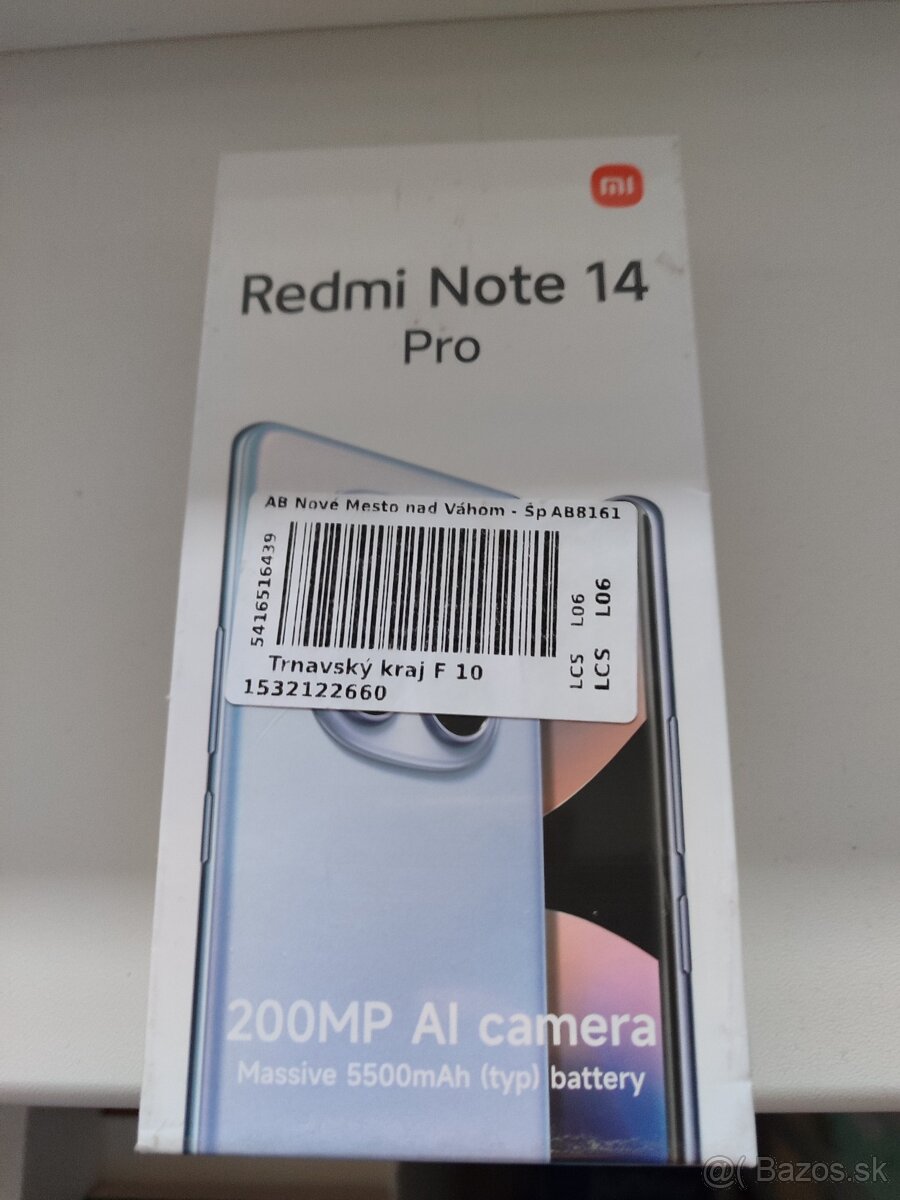 mi
Redmi Note 14
Pro
AB Nové Mesto nad Váhom - Šp AB8161
5416516439
LCS L06
LCS L06
Trnavský kraj F 10
1532122660
200MP AI camera
Massive 5500mAh (typ) battery
@( Bazos.sk